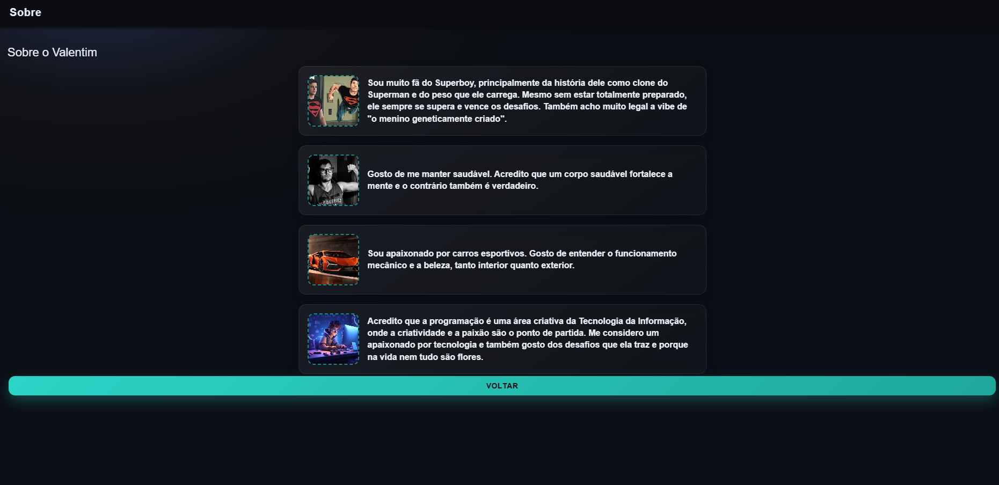 Sobre
Sobre o Valentim
Sou muito fã do Superboy, principalmente da história dele como clone do
Superman e do peso que ele carrega. Mesmo sem estar totalmente preparado,
ele sempre se supera e vence os desafios. Também acho muito legal a vibe de
"o menino geneticamente criado".
Gosto de me manter saudável. Acredito que um corpo saudável fortalece a
mente e o contrário também é verdadeiro.
Sou apaixonado por carros esportivos. Gosto de entender o funcionamento
mecânico e a beleza, tanto interior quanto exterior.
Acredito que a programação é uma área criativa da Tecnologia da Informação,
onde a criatividade e a paixão são o ponto de partida. Me considero um
apaixonado por tecnologia e também gosto dos desafios que ela traz e porque
na vida nem tudo são flores.
VOLTAR